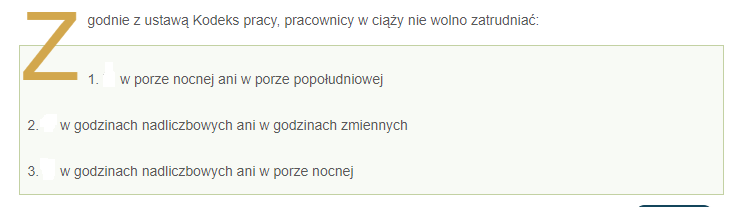 Zgodnie z ustawą Kodeks pracy, pracownicy w ciąży nie wolno zatrudniać:
1. w porze nocnej ani w porze popołudniowej
2. w godzinach nadliczbowych ani w godzinach zmiennych
3. w godzinach nadliczbowych ani w porze nocnej